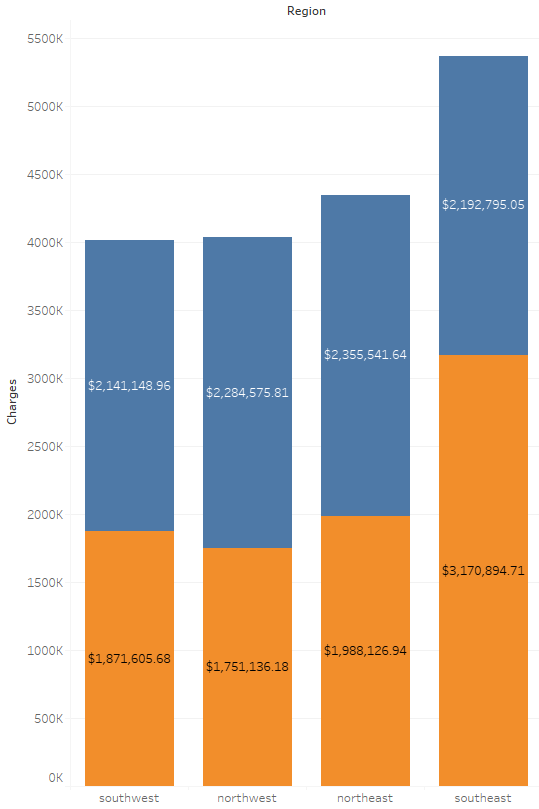 Region
Charges
5500K
5000K
4500K
4000K
3500K
3000K
2500K
2000K
1500K
1000K
500K
0K
$2,141,148.96
$1,871,605.68
$2,284,575.81
$1,751,136.18
$2,355,541.64
$1,988,126.94
$2,192,795.05
$3,170,894.71
southwest
northwest
northeast
southeast